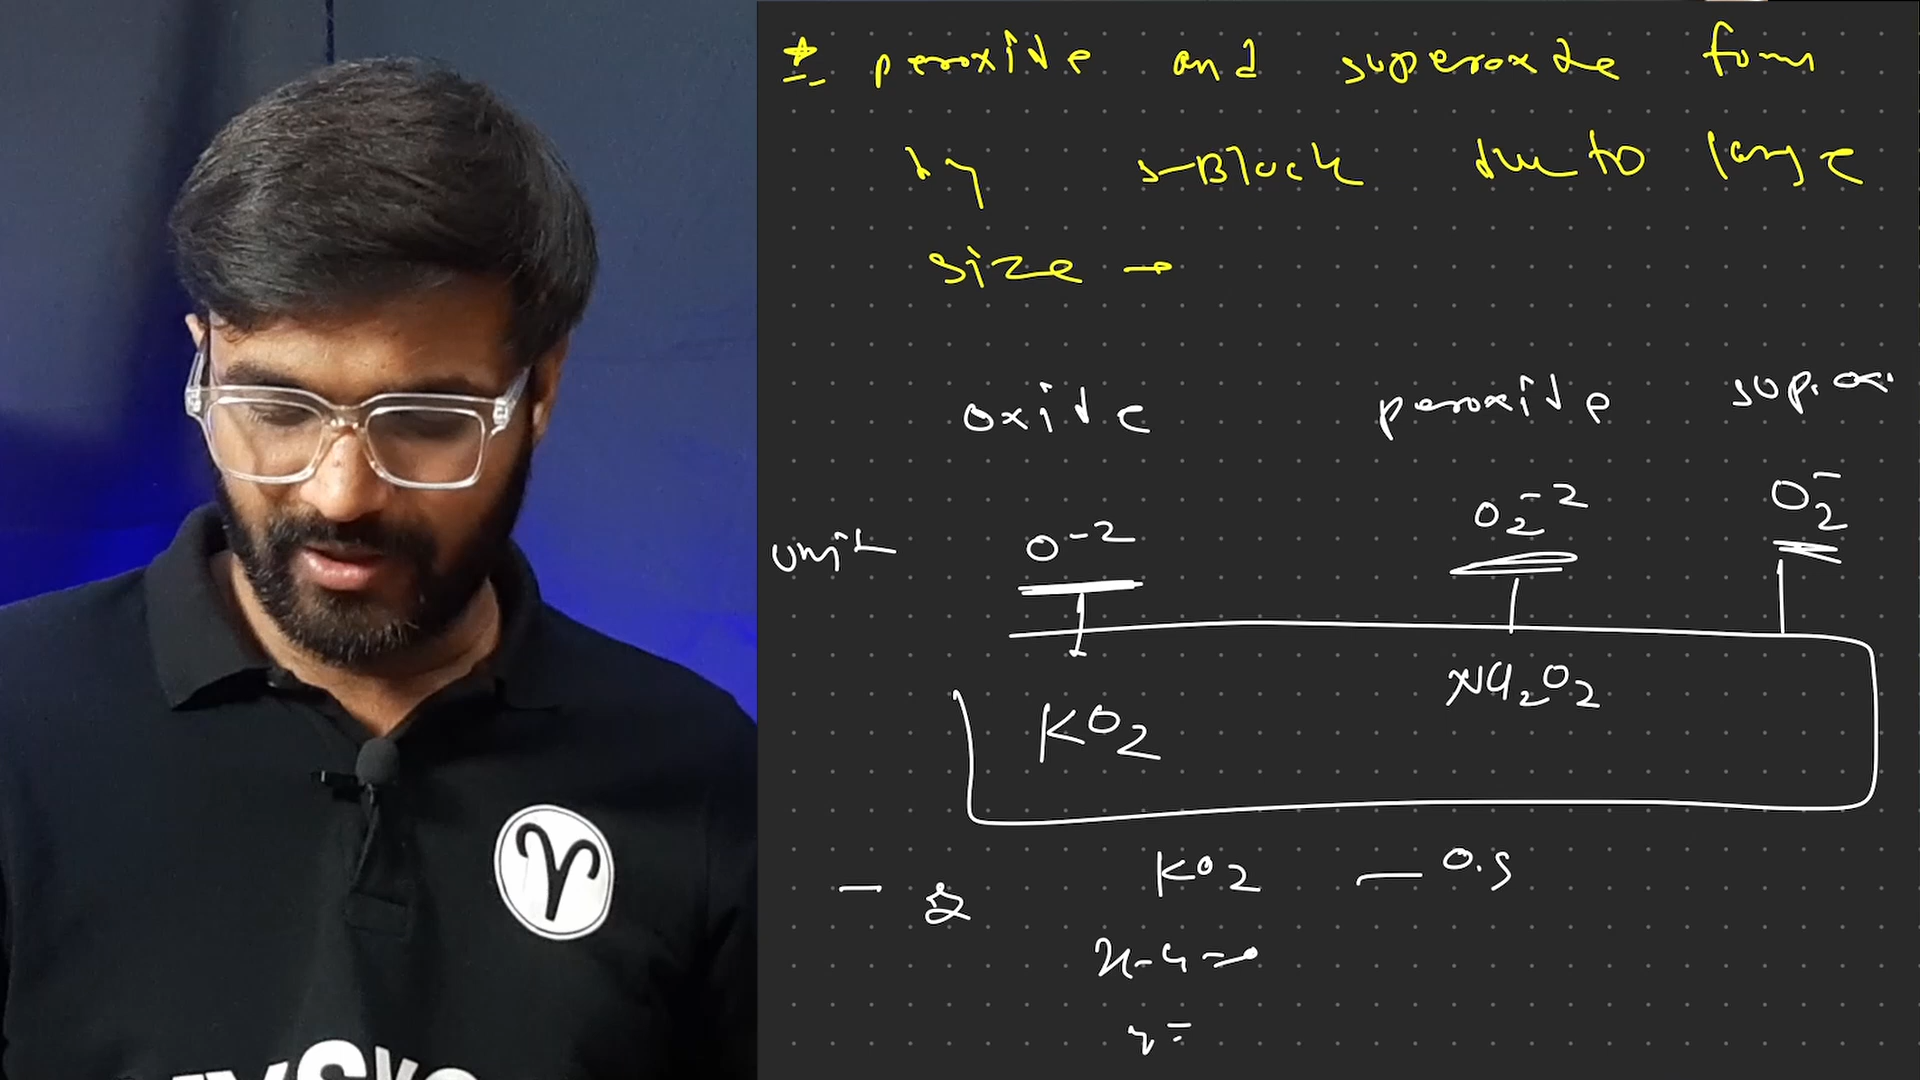 * peroxide and superoxide form
by s-Block due to large
size →
oxide peroxide sup.ox.
unit O⁻² O₂⁻² O₂⁻
KO₂ Na₂O₂
KO₂ — O.S
x-4=0
x=